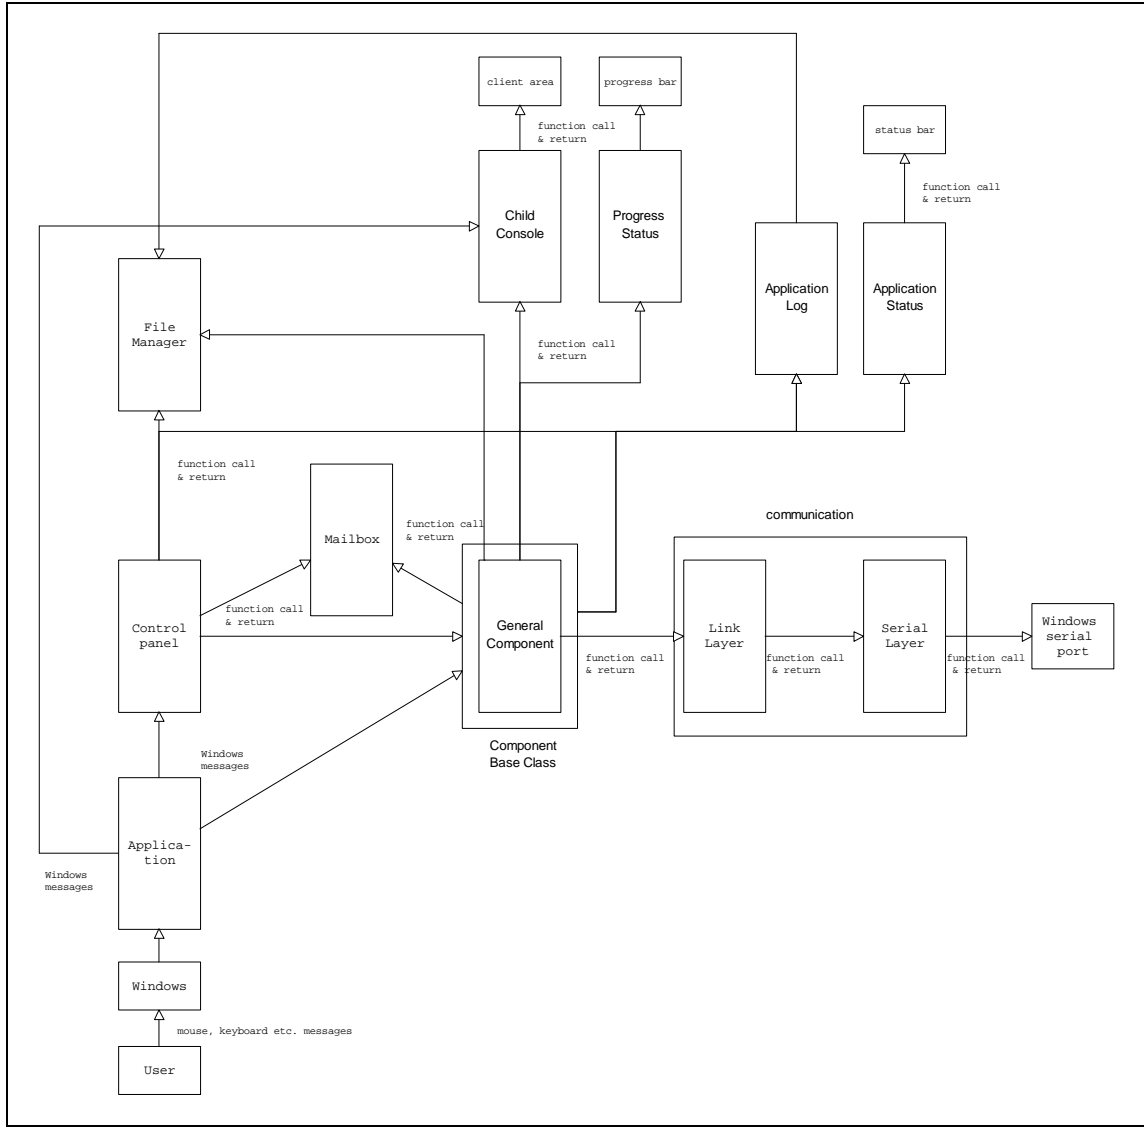 client area
progress bar
function call
& return
status bar
function call
& return
Child
Console
Progress
Status
Application
Log
Application
Status
File
Manager
function call
& return
function call
& return
Mailbox
function call
& return
communication
function call
& return
Control
panel
General
Component
Link
Layer
Serial
Layer
Windows
serial
port
function call
& return
function call
& return
function call
& return
Component
Base Class
Windows
messages
Applica-
tion
Windows
messages
Windows
mouse, keyboard etc. messages
User